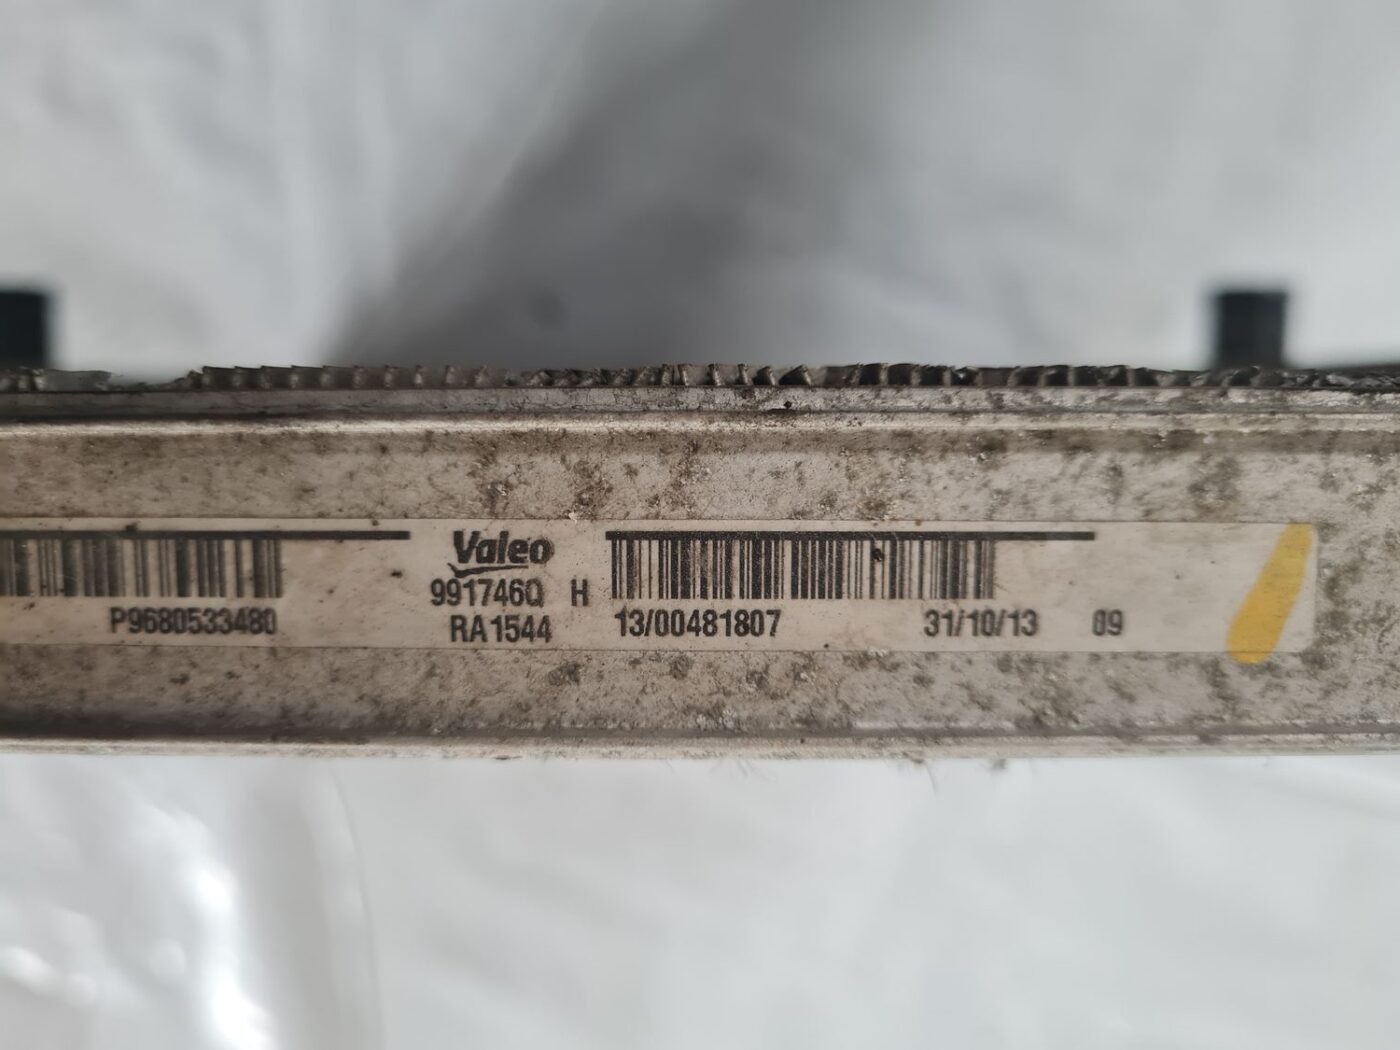 P9680533480
Valeo
991746Q H
RA1544
13/00481807 31/10/13 09